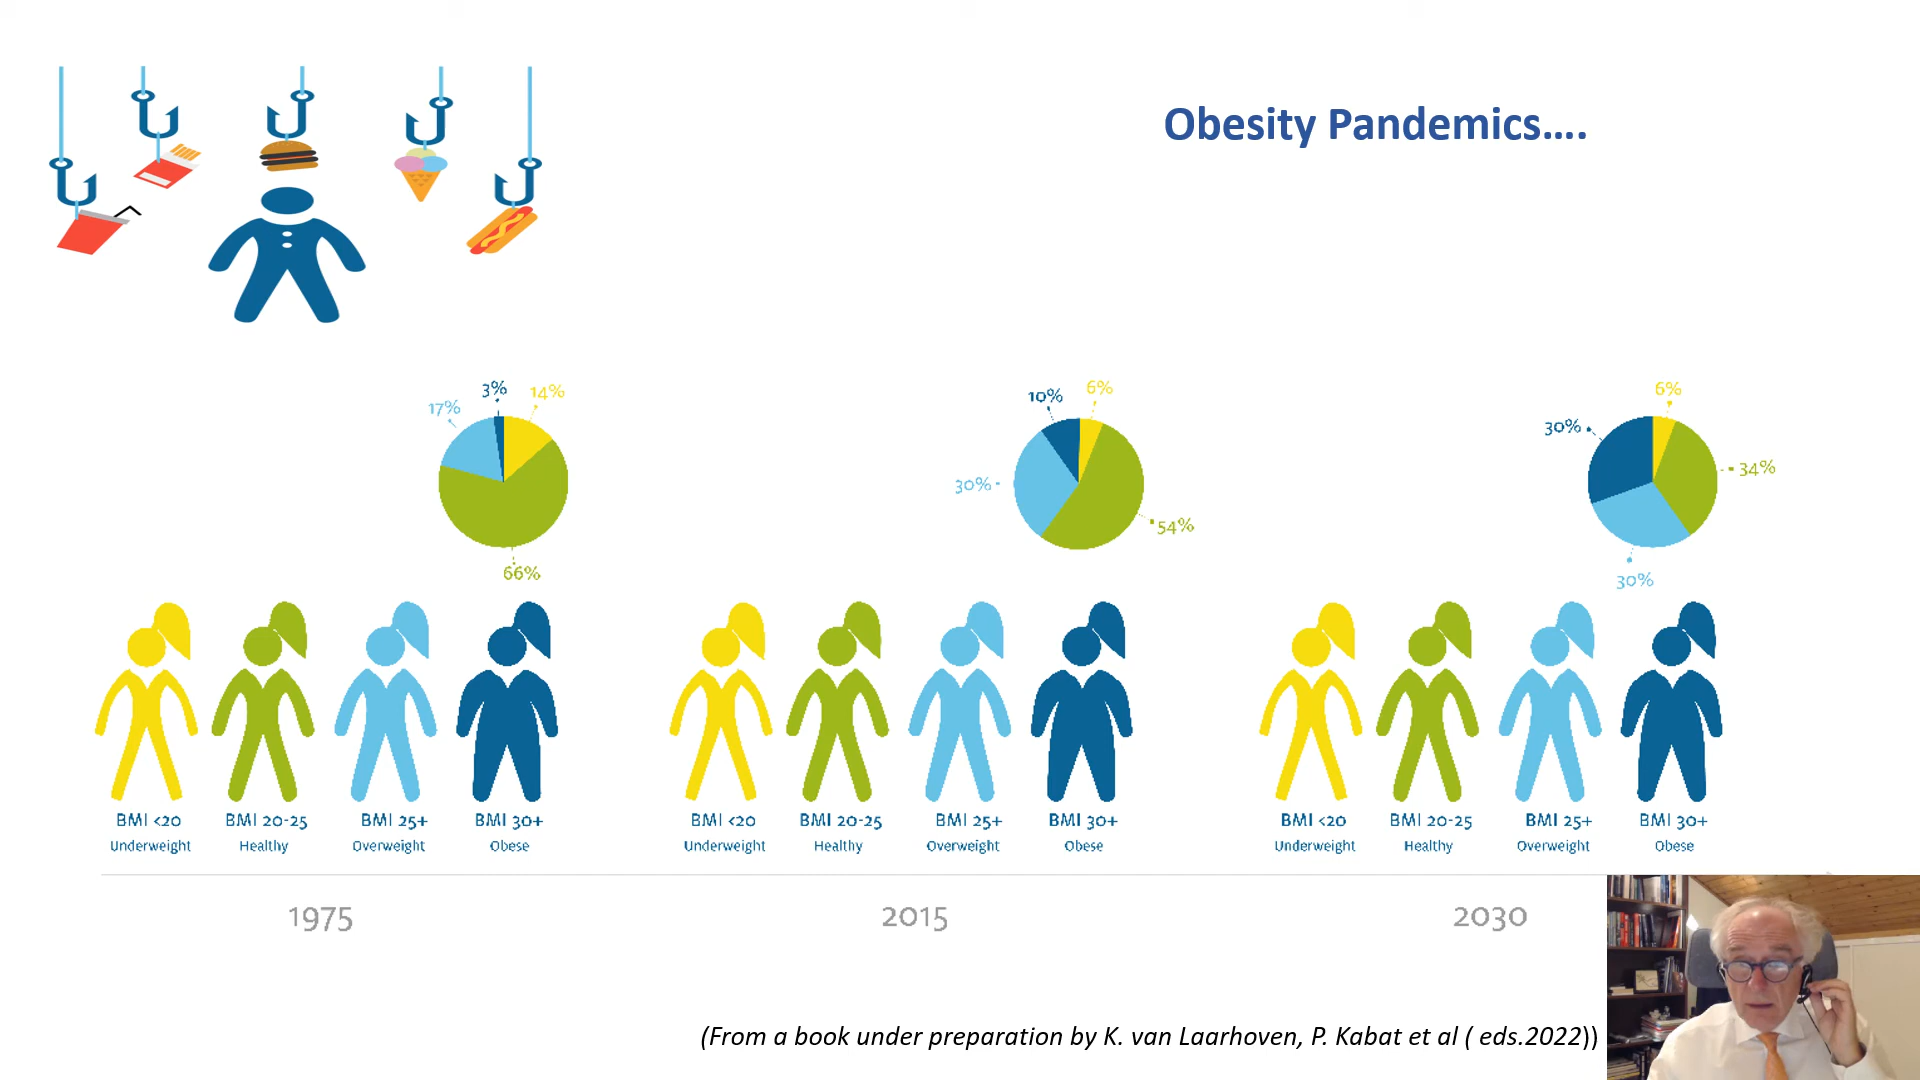 Obesity Pandemics....
3%
14%
17%
66%
10%
6%
30%
54%
6%
30%
34%
30%
BMI <20
Underweight
BMI 20-25
Healthy
BMI 25+
Overweight
BMI 30+
Obese
BMI <20
Underweight
BMI 20-25
Healthy
BMI 25+
Overweight
BMI 30+
Obese
BMI <20
Underweight
BMI 20-25
Healthy
BMI 25+
Overweight
BMI 30+
Obese
1975
2015
2030
(From a book under preparation by K. van Laarhoven, P. Kabat et al ( eds.2022))